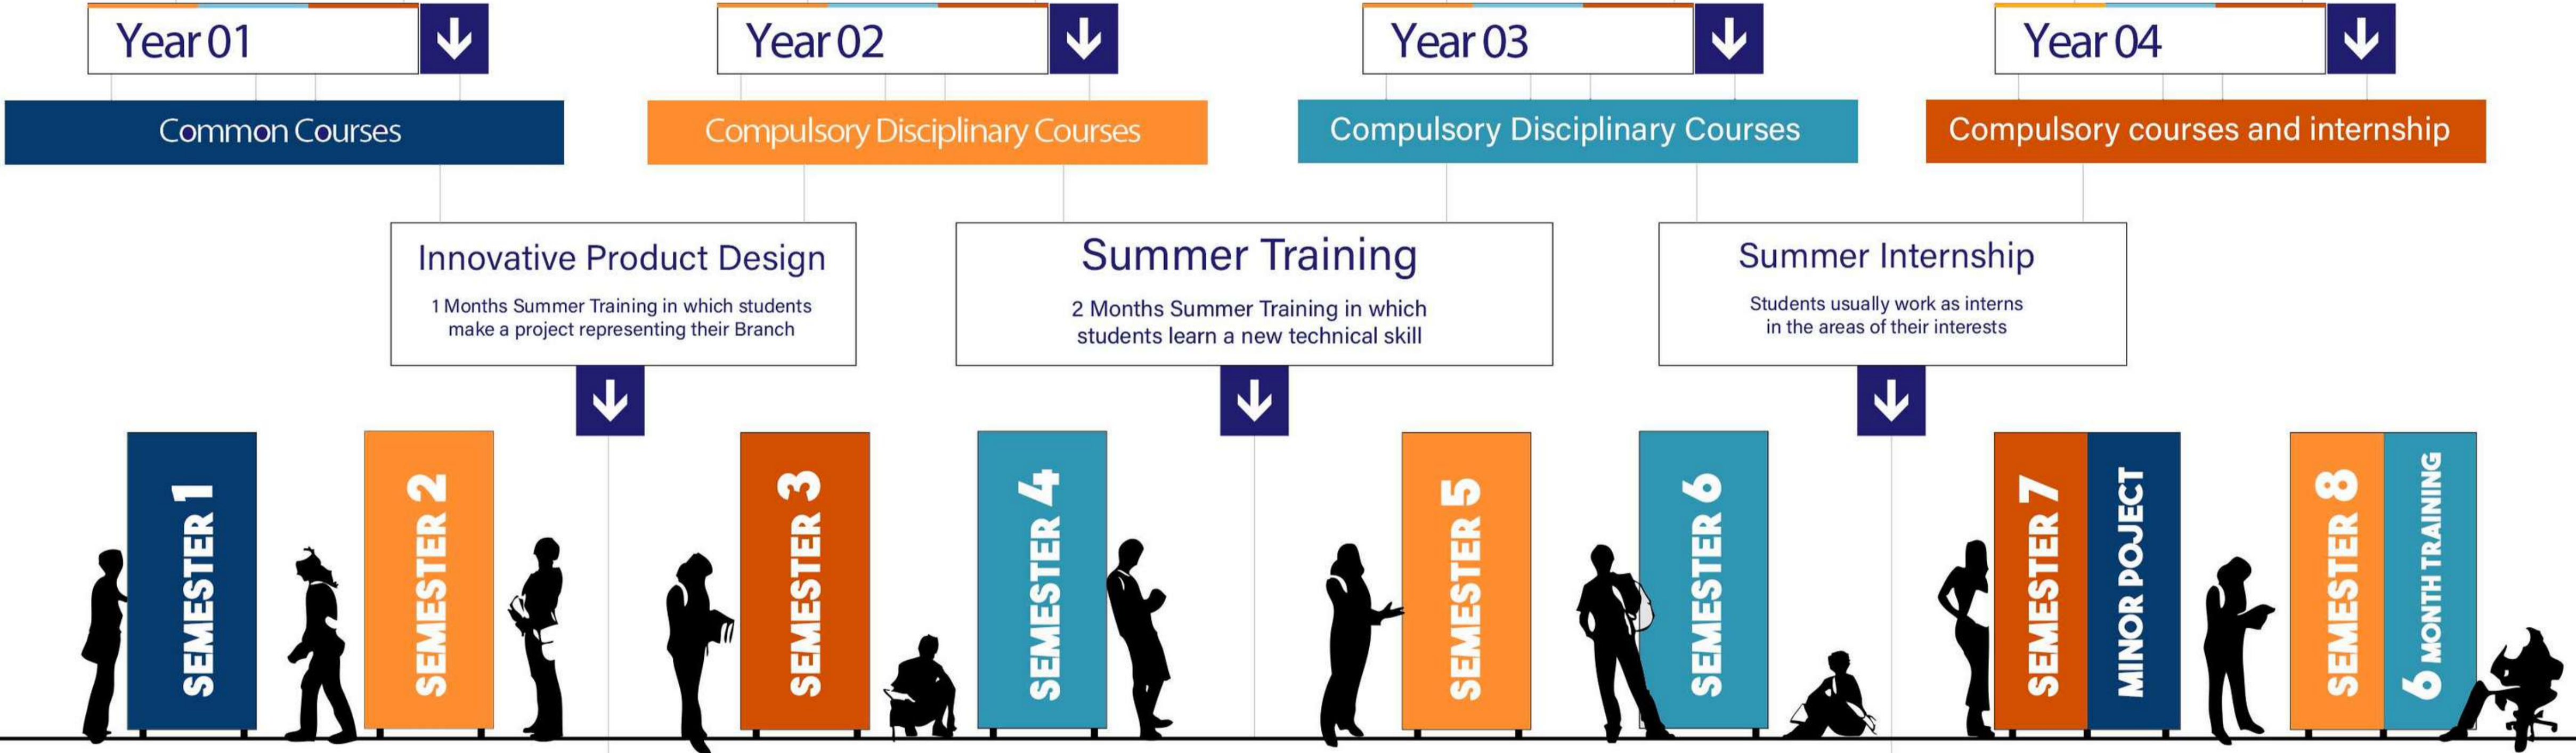 Year 01
Year 02
Year 03
Year 04
Common Courses
Compulsory Disciplinary Courses
Compulsory Disciplinary Courses
Compulsory courses and internship
Innovative Product Design
1 Months Summer Training in which students
make a project representing their Branch
Summer Training
2 Months Summer Training in which
students learn a new technical skill
Summer Internship
Students usually work as interns
in the areas of their interests
SEMESTER 1
SEMESTER 2
SEMESTER 3
SEMESTER 4
SEMESTER 5
SEMESTER 6
SEMESTER 7
MINOR POJECT
SEMESTER 8
6 MONTH TRAINING